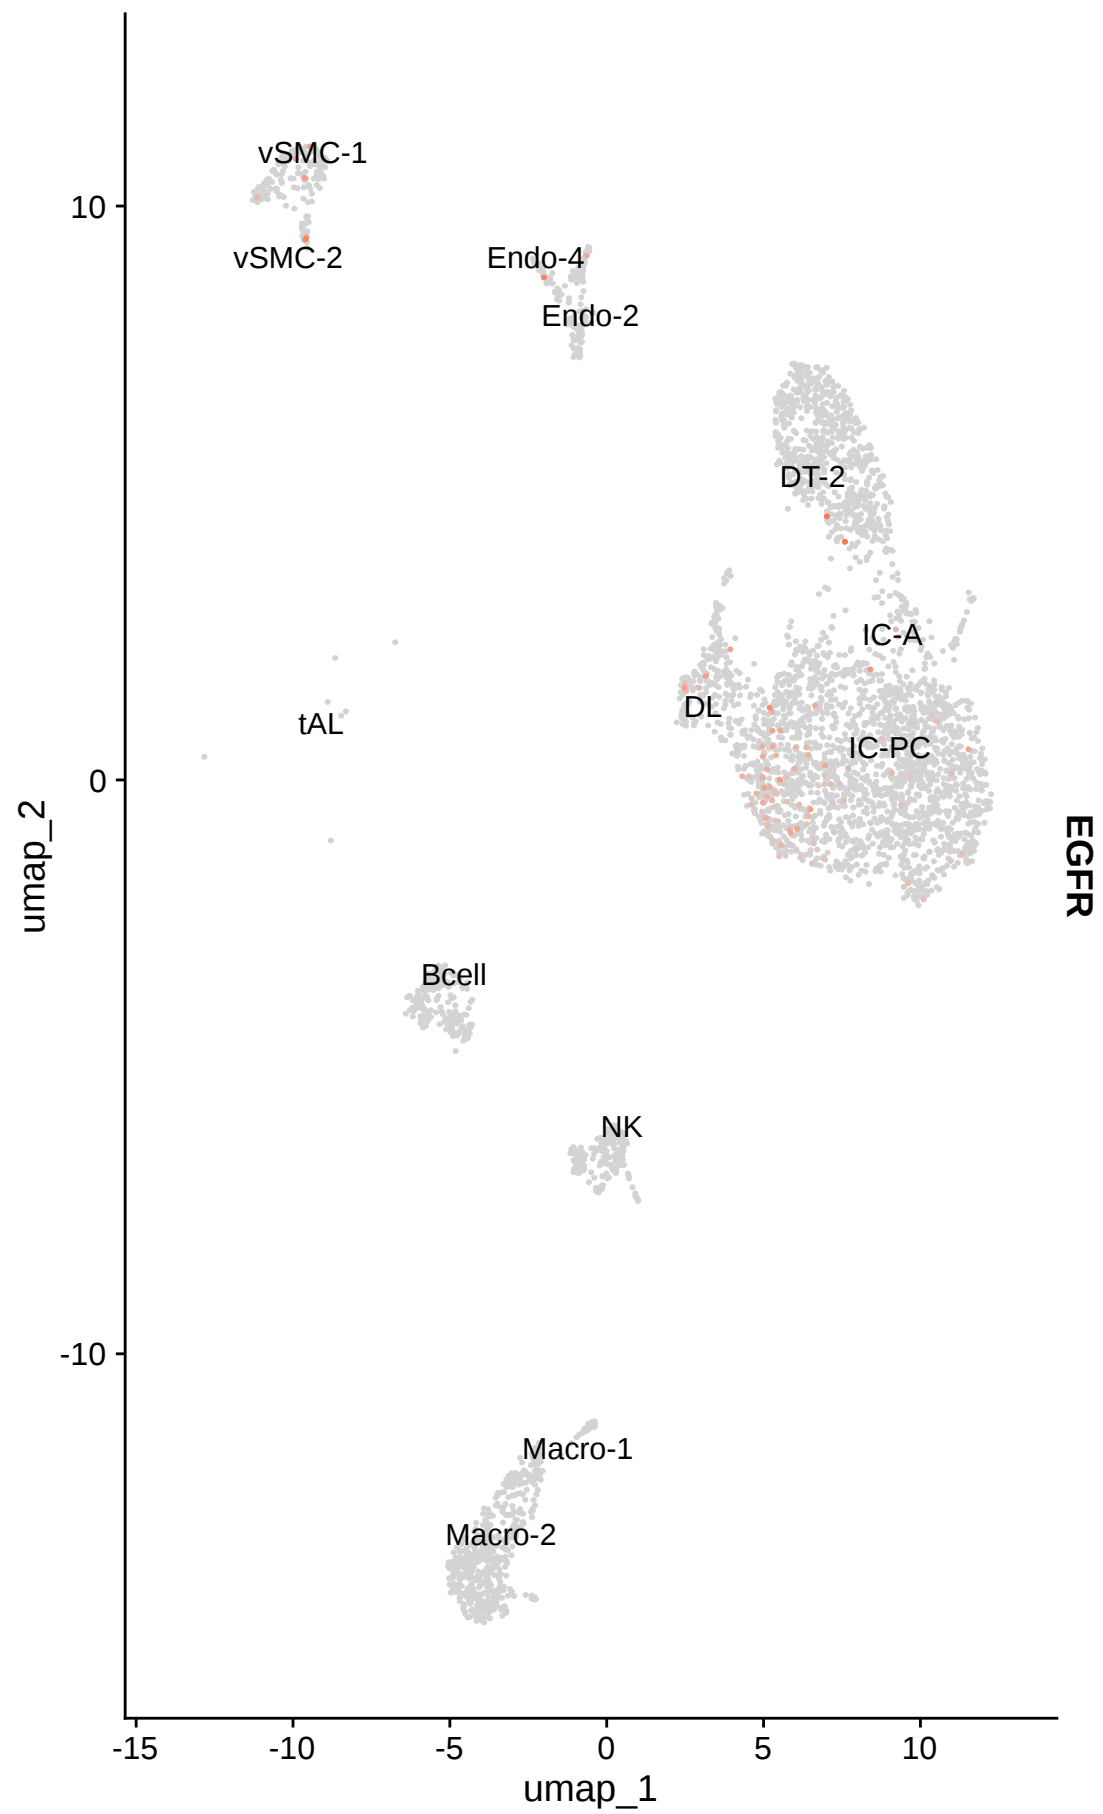 vSMC-1
10
vSMC-2
Endo-4
Endo-2
DT-2
IC-A
DL
tAL
IC-PC
0
umap_2
EGFR
Bcell
NK
-10
Macro-1
Macro-2
-15
-10
-5
0
5
10
umap_1